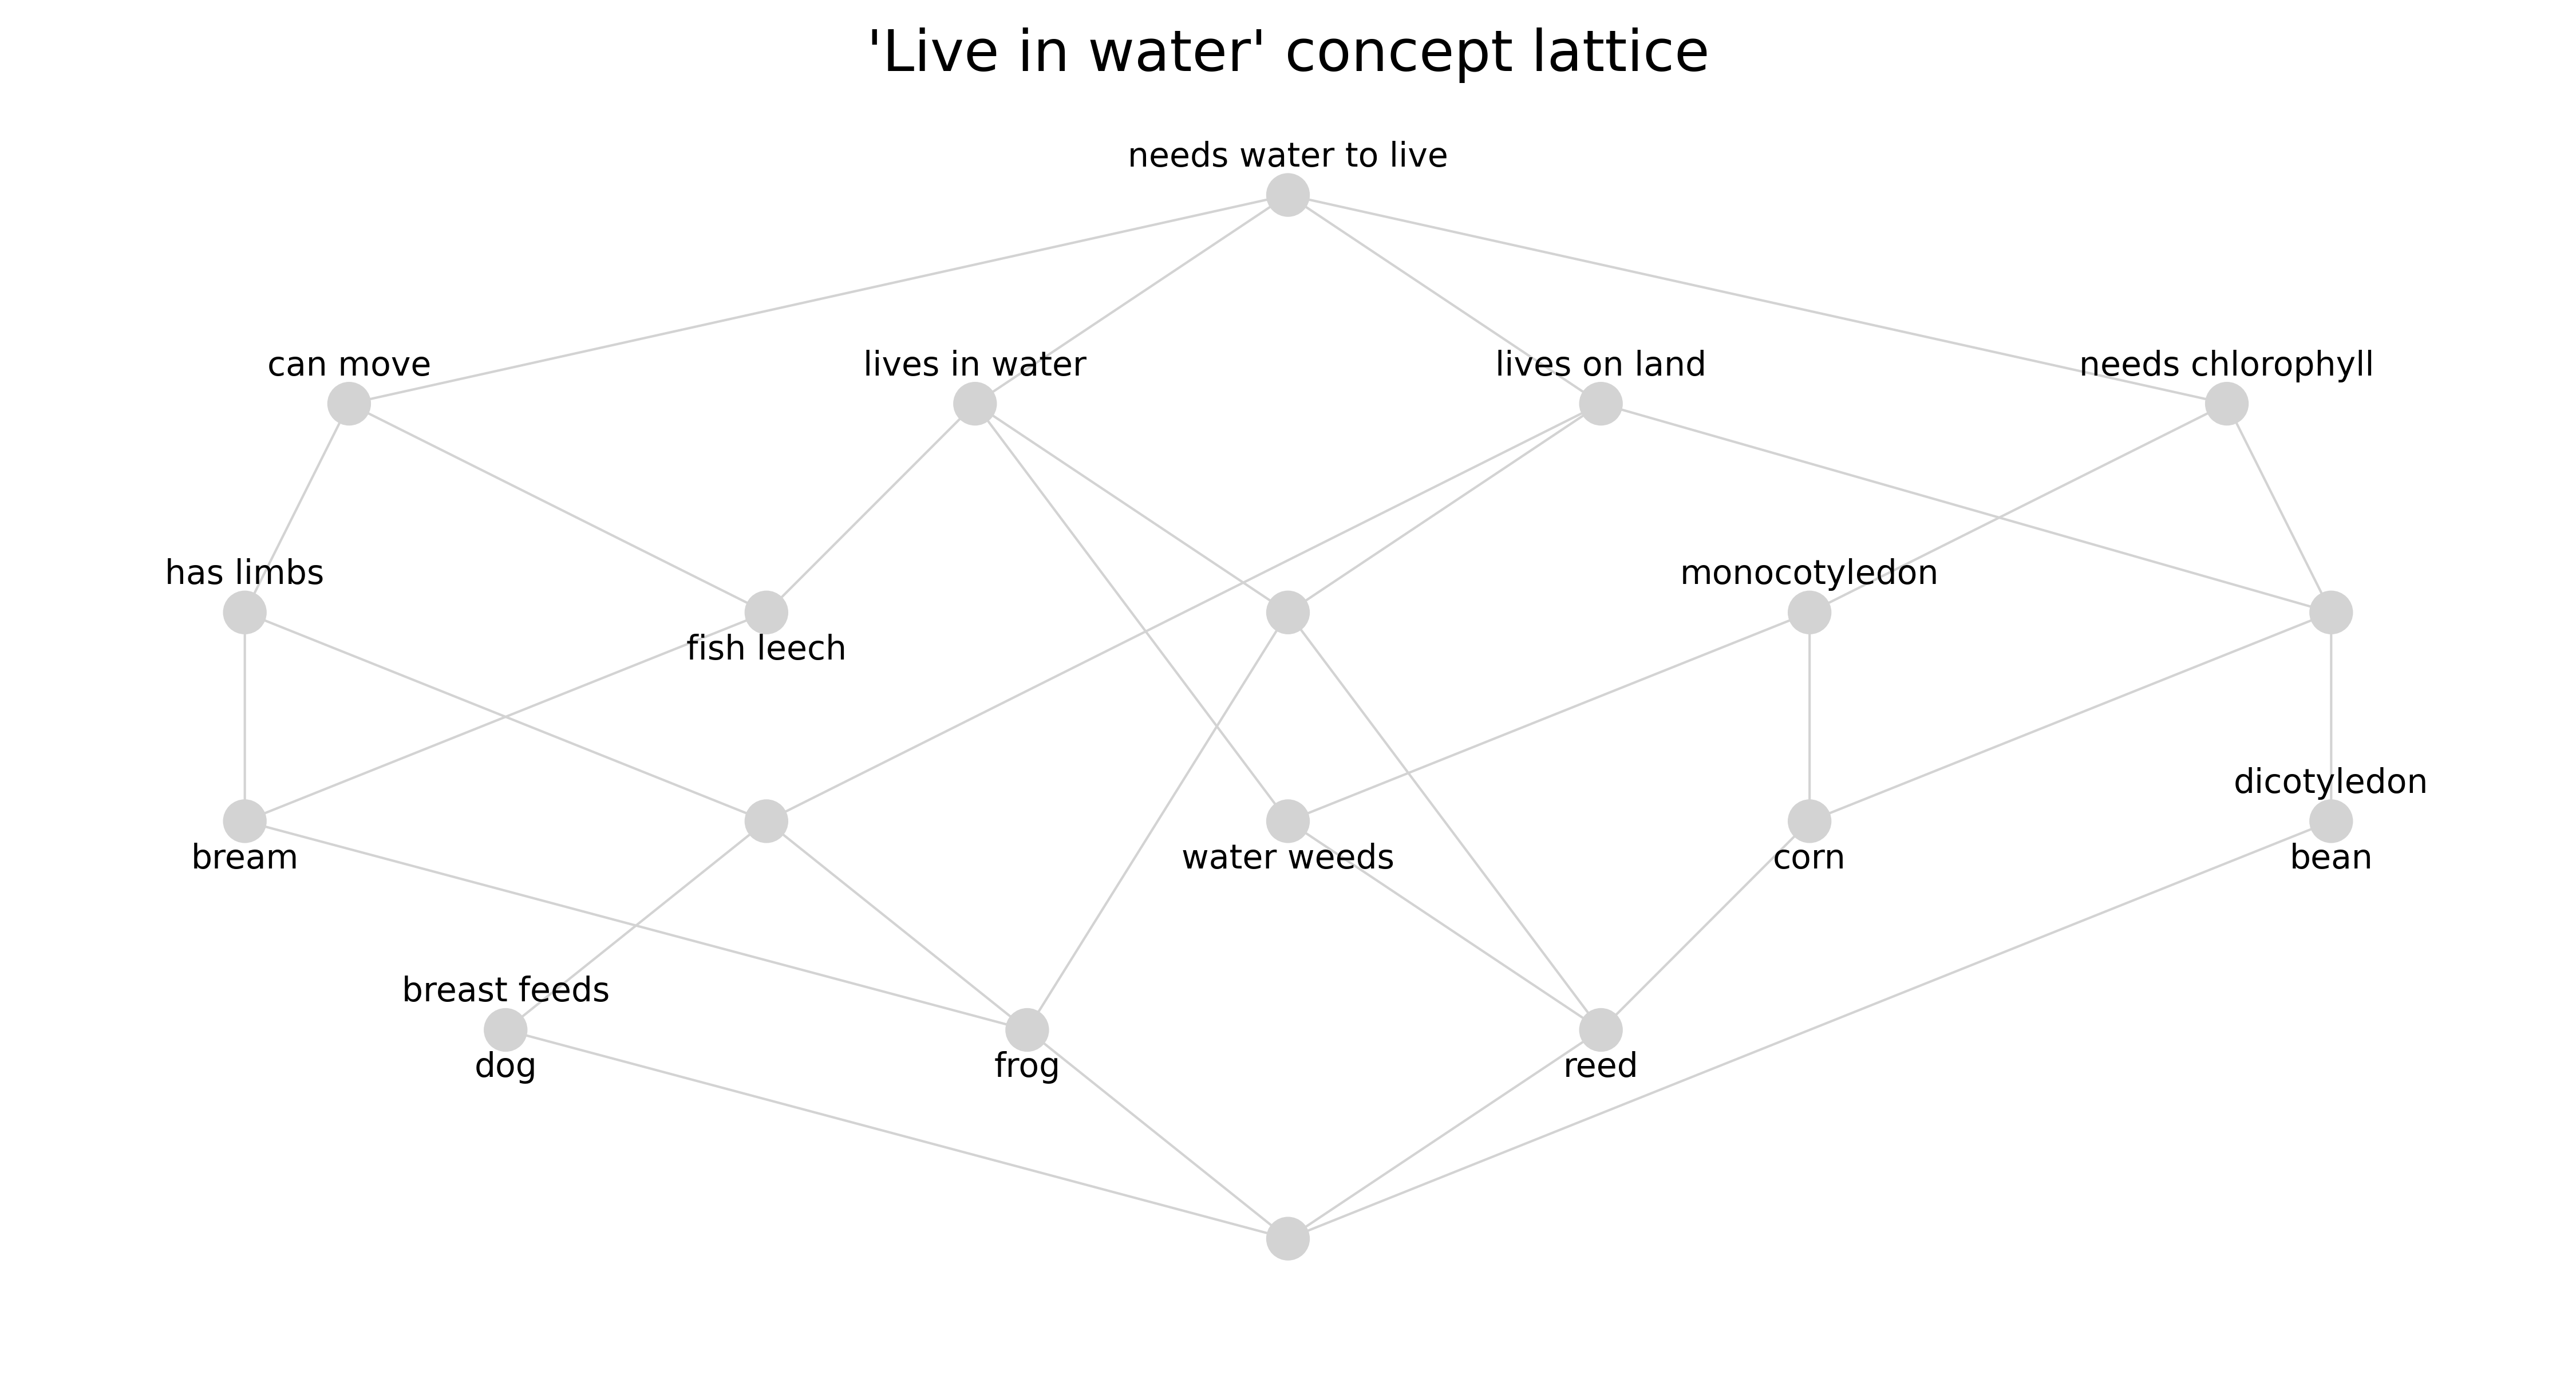 'Live in water' concept lattice
needs water to live
can move
lives in water
lives on land
needs chlorophyll
has limbs
monocotyledon
fish leech
dicotyledon
bream
water weeds
corn
bean
breast feeds
dog
frog
reed